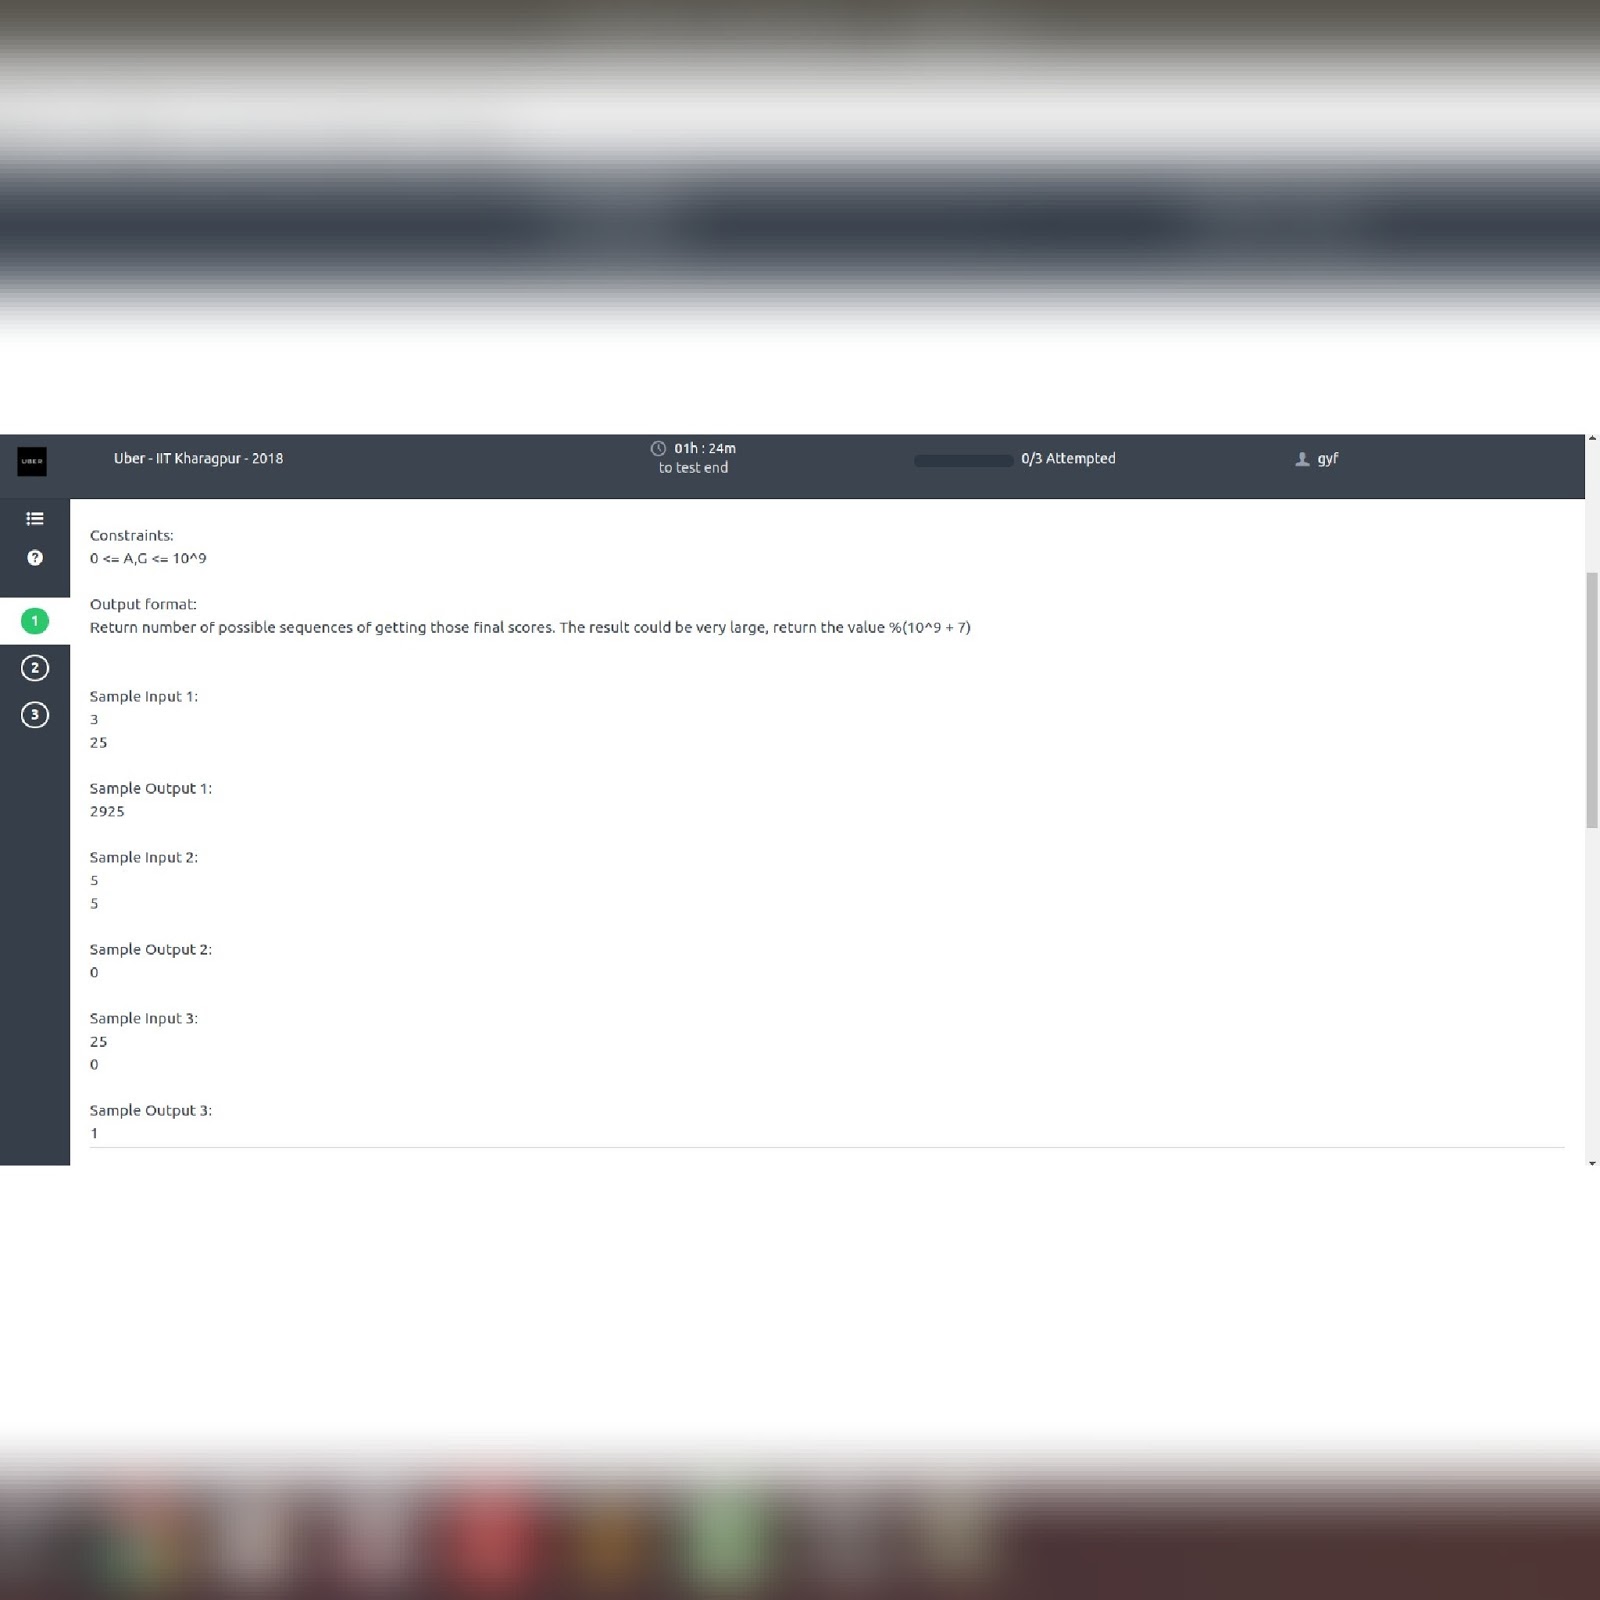 UBER
Uber - IIT Kharagpur - 2018
01h : 24m
to test end
0/3 Attempted
gyf
?
1
2
3
Constraints:
0 <= A,G <= 10^9
Output format:
Return number of possible sequences of getting those final scores. The result could be very large, return the value %(10^9 + 7)
Sample Input 1:
3
25
Sample Output 1:
2925
Sample Input 2:
5
5
Sample Output 2:
0
Sample Input 3:
25
0
Sample Output 3:
1